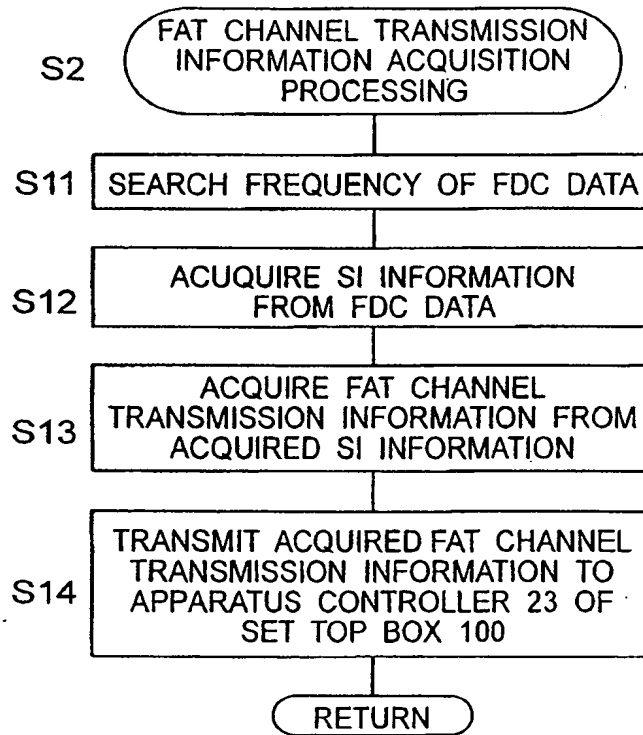 S2
FAT CHANNEL TRANSMISSION
INFORMATION ACQUISITION
PROCESSING
S11
SEARCH FREQUENCY OF FDC DATA
S12
ACUQUIRE SI INFORMATION
FROM FDC DATA
S13
ACQUIRE FAT CHANNEL
TRANSMISSION INFORMATION FROM
ACQUIRED SI INFORMATION
S14
TRANSMIT ACQUIRED FAT CHANNEL
TRANSMISSION INFORMATION TO
APPARATUS CONTROLLER 23 OF
SET TOP BOX 100
RETURN